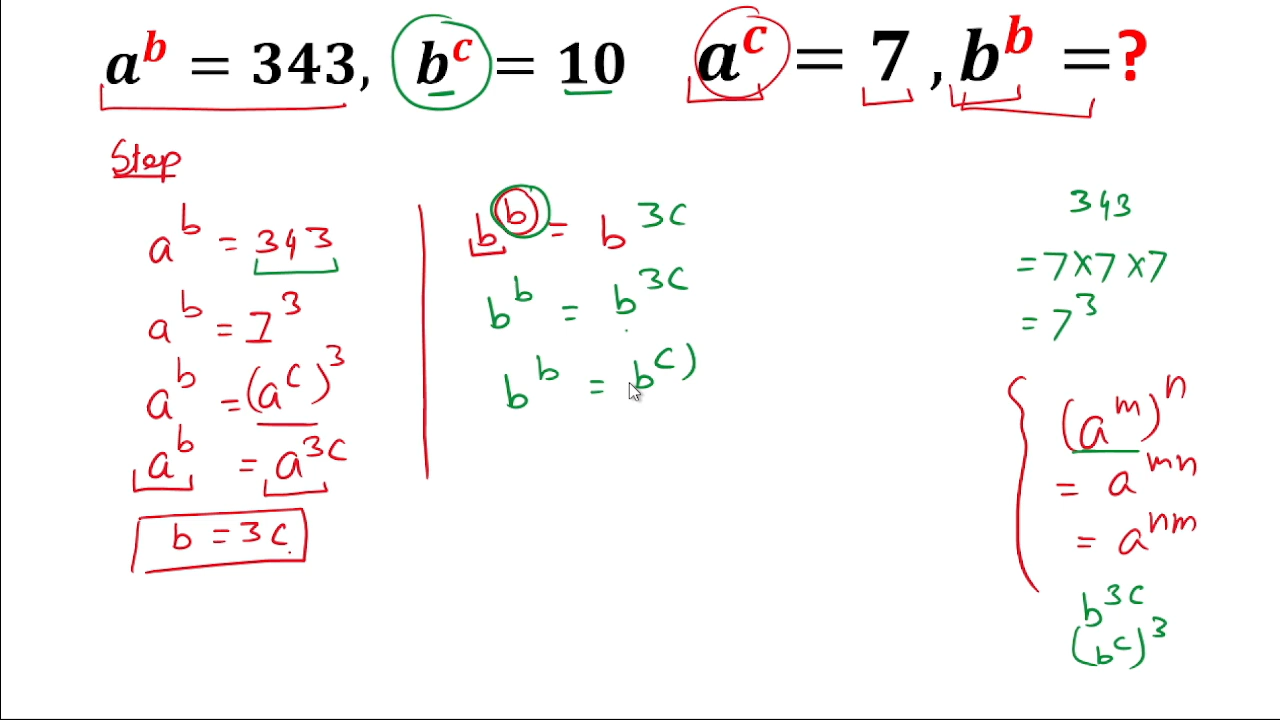 a^b = 343, b^c = 10 a^c = 7, b^b = ?
Step
a^b = 343
a^b = 7^3
a^b = (a^c)^3
a^b = a^3c
b = 3c
b^b = b^3c
b^b = b^3c
b^b = b^c)
343
= 7×7×7
= 7^3
(a^m)^n
= a^mn
= a^nm
b^3c
(b^c)^3